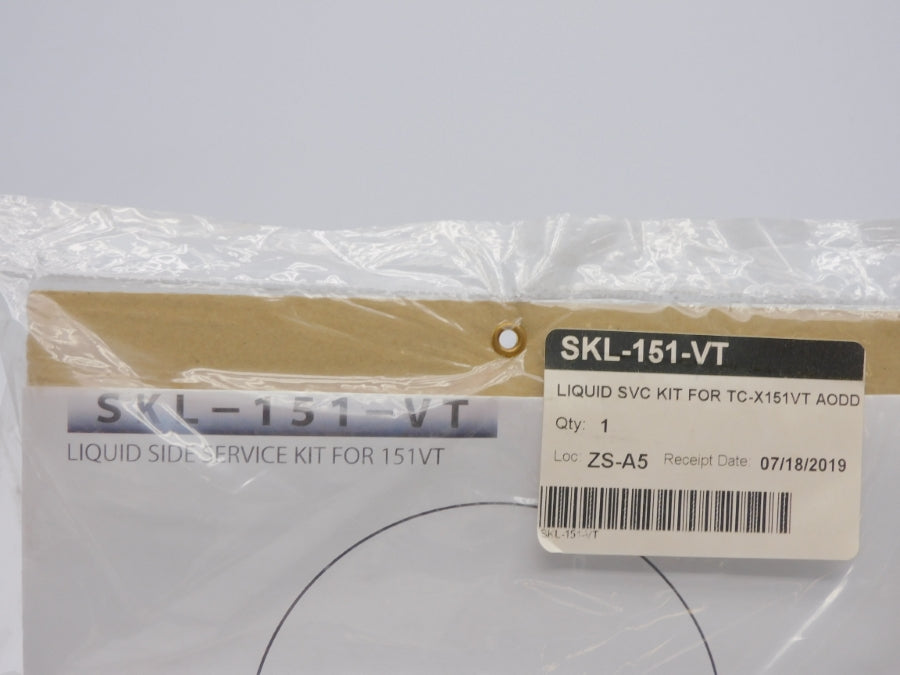 SKL-151-VT
LIQUID SIDE SERVICE KIT FOR 151VT
SKL-151-VT
LIQUID SVC KIT FOR TC-X151VT AODD
Qty: 1
Loc: ZS-A5 Receipt Date: 07/18/2019
SKL-151-VT